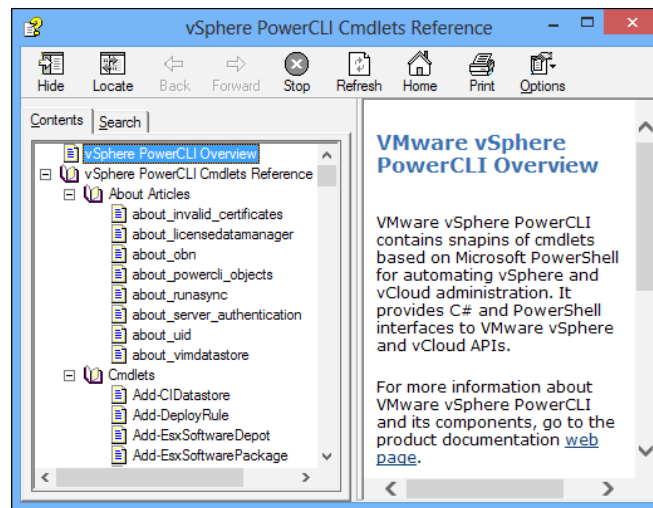 vSphere PowerCLI Cmdlets Reference
Hide Locate Back Forward Stop Refresh Home Print Options
Contents Search
vSphere PowerCLI Overview
vSphere PowerCLI Cmdlets Reference
About Articles
about_invalid_certificates
about_licensedatamanager
about_obn
about_powercli_objects
about_runasync
about_server_authentication
about_uid
about_vimdatastore
Cmdlets
Add-CIDatastore
Add-DeployRule
Add-EsxSoftwareDepot
Add-EsxSoftwarePackage
VMware vSphere
PowerCLI Overview
VMware vSphere PowerCLI
contains snapins of cmdlets
based on Microsoft PowerShell
for automating vSphere and
vCloud administration. It
provides C# and PowerShell
interfaces to VMware vSphere
and vCloud APIs.
For more information about
VMware vSphere PowerCLI
and its components, go to the
product documentation web
page.